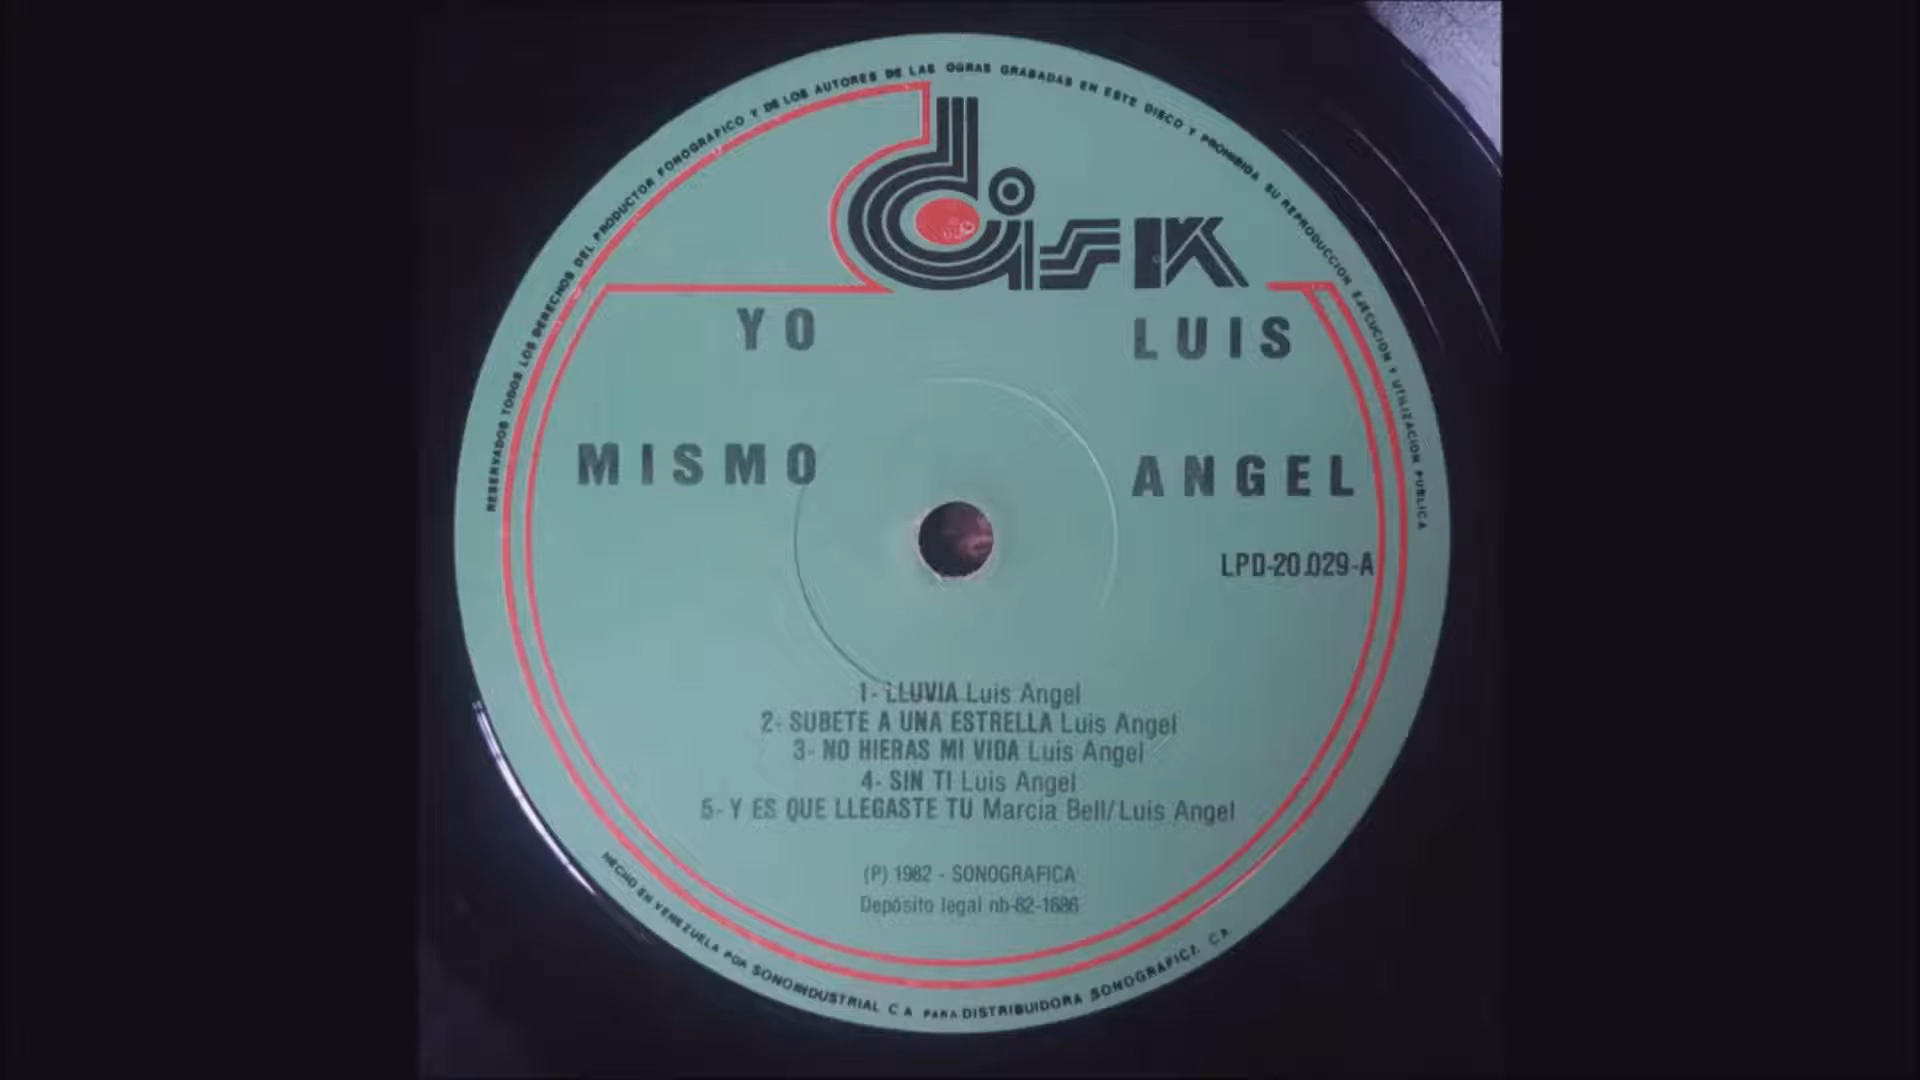 RESERVADOS TODOS LOS DERECHOS DEL PRODUCTOR FONOGRAFICO Y DE LOS AUTORES DE LAS OBRAS GRABADAS EN ESTE DISCO Y PROHIBIDA SU REPRODUCCION EJECUCION Y UTILIZACION PUBLICA
disk
YO
MISMO
LUIS
ANGEL
LPD-20.029-A
1- LLUVIA Luis Angel
2- SUBETE A UNA ESTRELLA Luis Angel
3- NO HIERAS MI VIDA Luis Angel
4- SIN TI Luis Angel
5- Y ES QUE LLEGASTE TU Marcia Bell/Luis Angel
(P) 1982 - SONOGRAFICA
Depósito legal nb-82-1686
HECHO EN VENEZUELA POR SONOINDUSTRIAL C A PARA DISTRIBUIDORA SONOGRAFICA, C.A.